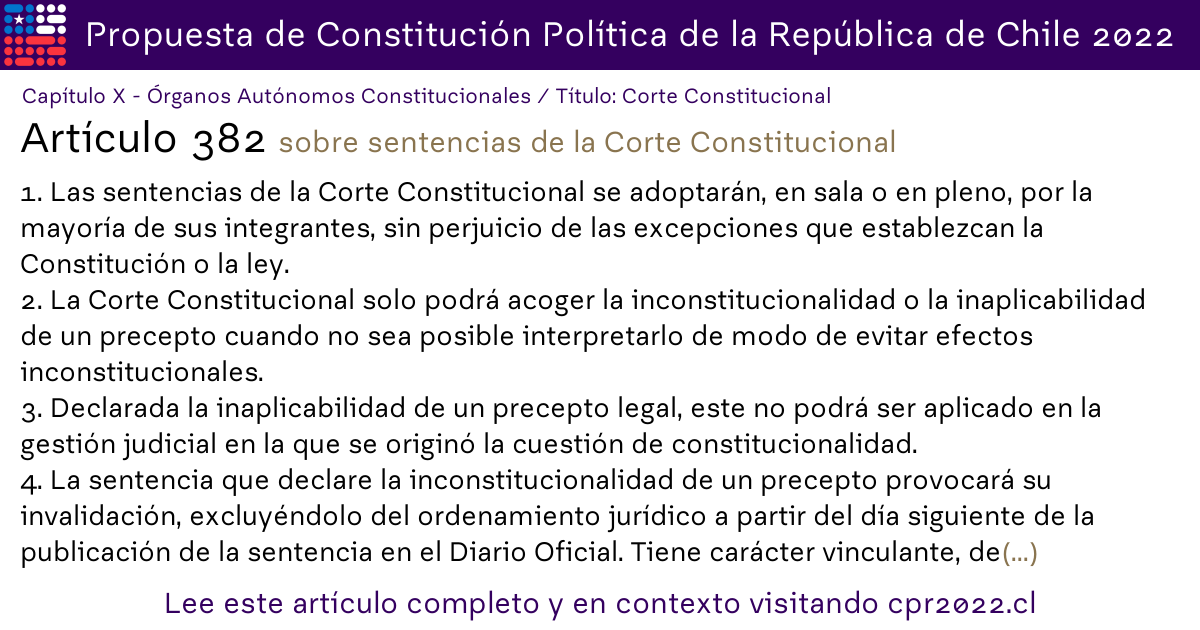 Propuesta de Constitución Política de la República de Chile 2022
Capítulo X - Órganos Autónomos Constitucionales / Título: Corte Constitucional
Artículo 382 sobre sentencias de la Corte Constitucional
1. Las sentencias de la Corte Constitucional se adoptarán, en sala o en pleno, por la
mayoría de sus integrantes, sin perjuicio de las excepciones que establezcan la
Constitución o la ley.
2. La Corte Constitucional solo podrá acoger la inconstitucionalidad o la inaplicabilidad
de un precepto cuando no sea posible interpretarlo de modo de evitar efectos
inconstitucionales.
3. Declarada la inaplicabilidad de un precepto legal, este no podrá ser aplicado en la
gestión judicial en la que se originó la cuestión de constitucionalidad.
4. La sentencia que declare la inconstitucionalidad de un precepto provocará su
invalidación, excluyéndolo del ordenamiento jurídico a partir del día siguiente de la
publicación de la sentencia en el Diario Oficial. Tiene carácter vinculante, de(...)
Lee este artículo completo y en contexto visitando cpr2022.cl